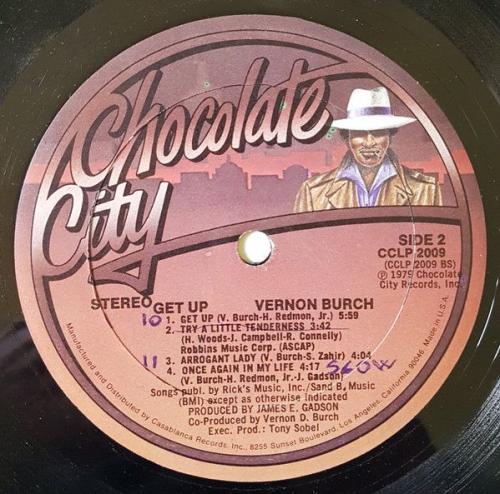 Chocolate
City
SIDE 2
CCLP 2009
(CCLP 2009 BS)
℗ 1979 Chocolate
City Records, Inc.
STEREO GET UP VERNON BURCH
10 1. GET UP (V. Burch-H. Redmon, Jr.) 5:59
2. TRY A LITTLE TENDERNESS 3:42
(H. Woods-J. Campbell-R. Connelly)
Robbins Music Corp. (ASCAP)
11 3. ARROGANT LADY (V. Burch-S. Zahir) 4:04
4. ONCE AGAIN IN MY LIFE 4:17 SLOW
(V. Burch-H. Redmon, Jr.-J. Gadson)
Songs publ. by Rick's Music, Inc./Sand B. Music
(BMI) except as otherwise indicated
PRODUCED BY JAMES E. GADSON
Co-Produced by Vernon D. Burch
Exec. Prod.: Tony Sobel
Manufactured and Distributed by Casablanca Records, Inc., 8255 Sunset Boulevard, Los Angeles, California 90046 Made in U.S.A.